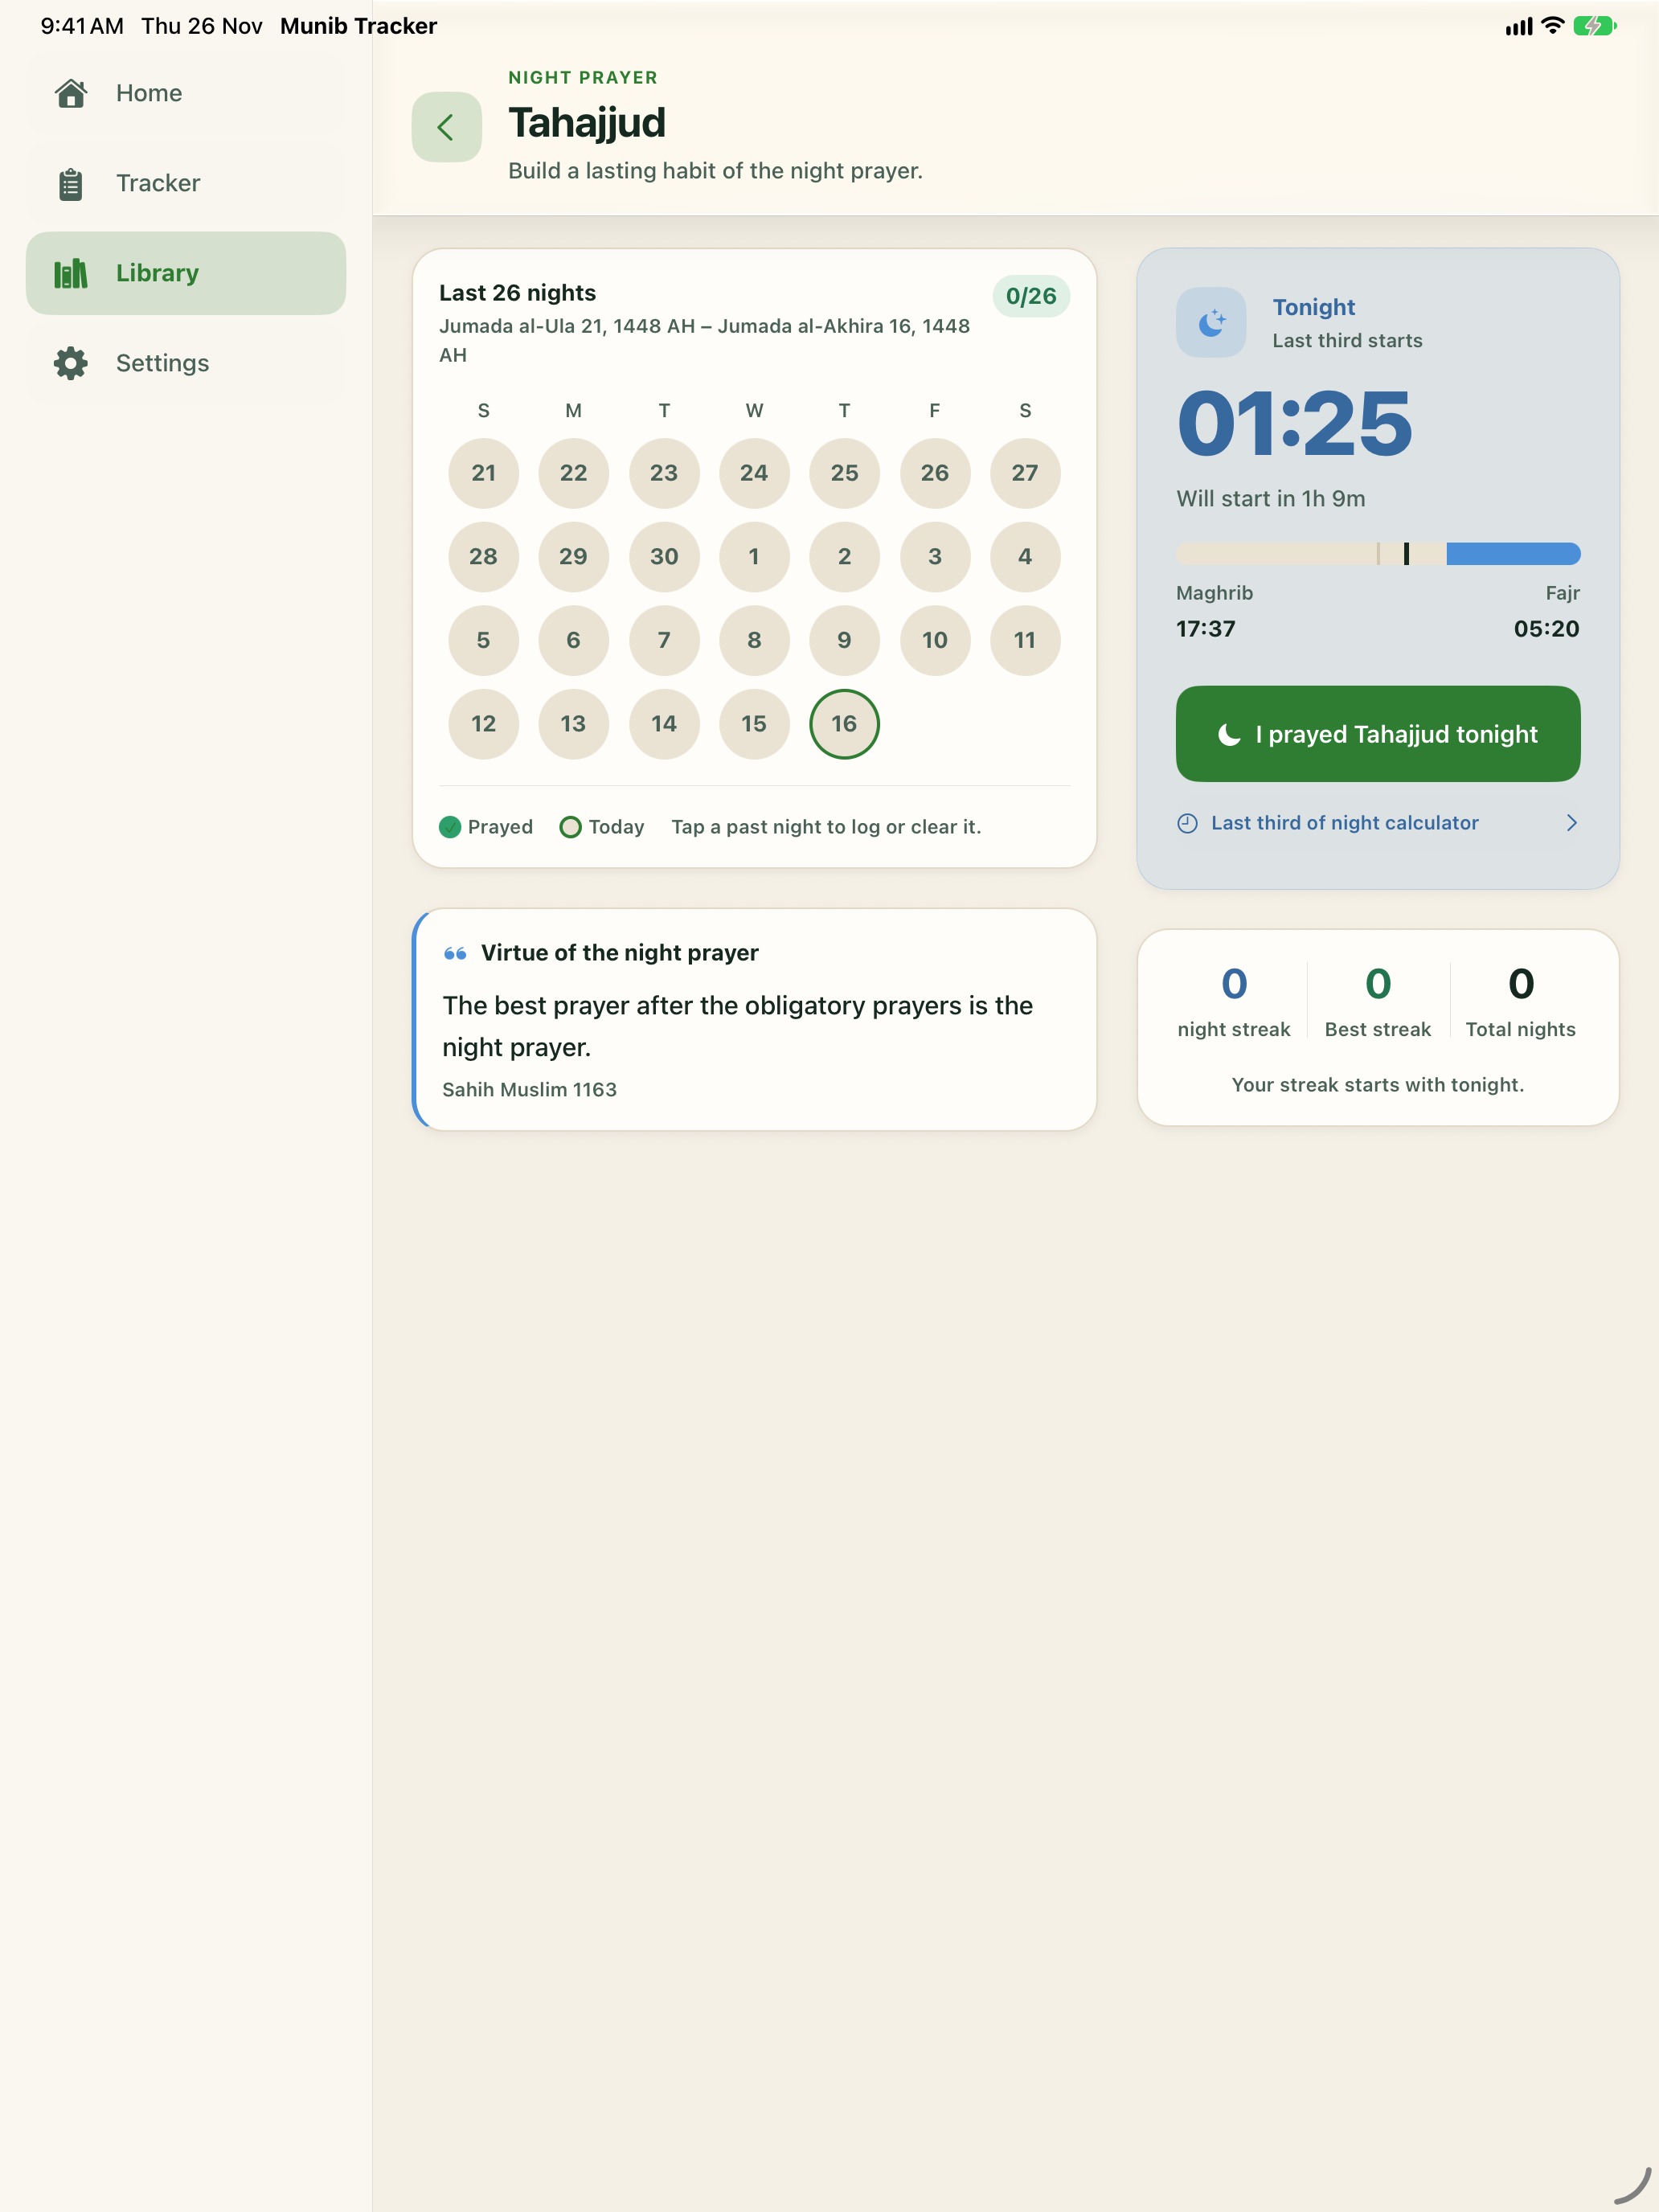 9:41 AM Thu 26 Nov Munib Tracker
Home
Tracker
Library
Settings
NIGHT PRAYER
Tahajjud
Build a lasting habit of the night prayer.
Last 26 nights
0/26
Jumada al-Ula 21, 1448 AH – Jumada al-Akhira 16, 1448
AH
S M T W T F S
21 22 23 24 25 26 27
28 29 30 1 2 3 4
5 6 7 8 9 10 11
12 13 14 15 16
Prayed Today Tap a past night to log or clear it.
Virtue of the night prayer
The best prayer after the obligatory prayers is the
night prayer.
Sahih Muslim 1163
Tonight
Last third starts
01:25
Will start in 1h 9m
Maghrib Fajr
17:37 05:20
I prayed Tahajjud tonight
Last third of night calculator
0 0 0
night streak Best streak Total nights
Your streak starts with tonight.